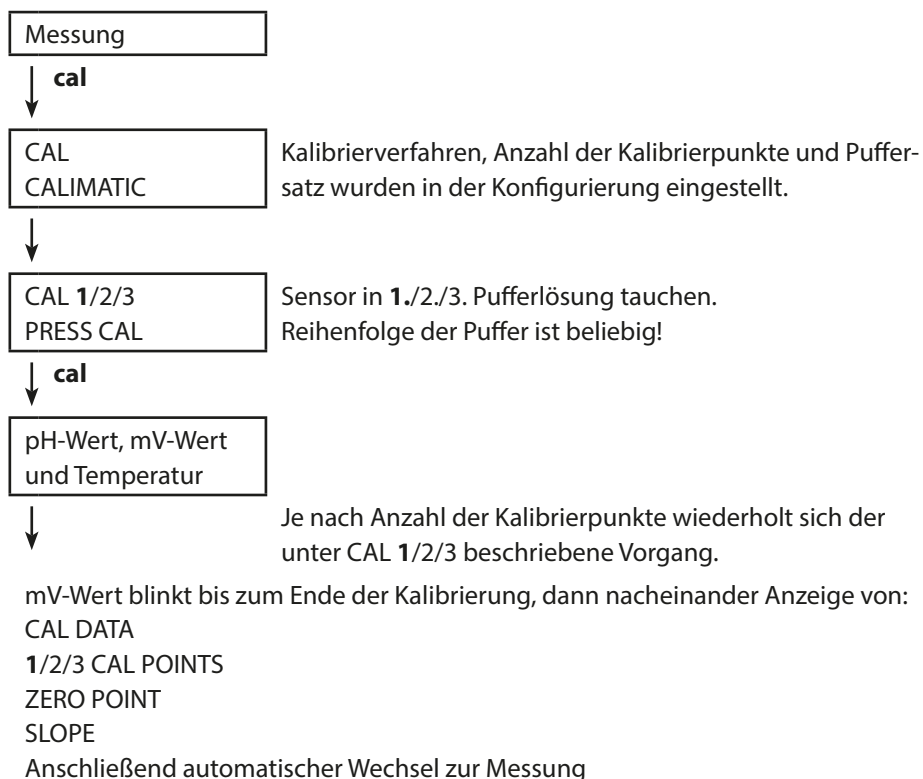 Messung
cal
CAL
CALIMATIC
Kalibrierverfahren, Anzahl der Kalibrierpunkte und Puffer-
satz wurden in der Konfigurierung eingestellt.
CAL 1/2/3
PRESS CAL
Sensor in 1./2./3. Pufferlösung tauchen.
Reihenfolge der Puffer ist beliebig!
cal
pH-Wert, mV-Wert
und Temperatur
Je nach Anzahl der Kalibrierpunkte wiederholt sich der
unter CAL 1/2/3 beschriebene Vorgang.
mV-Wert blinkt bis zum Ende der Kalibrierung, dann nacheinander Anzeige von:
CAL DATA
1/2/3 CAL POINTS
ZERO POINT
SLOPE
Anschließend automatischer Wechsel zur Messung